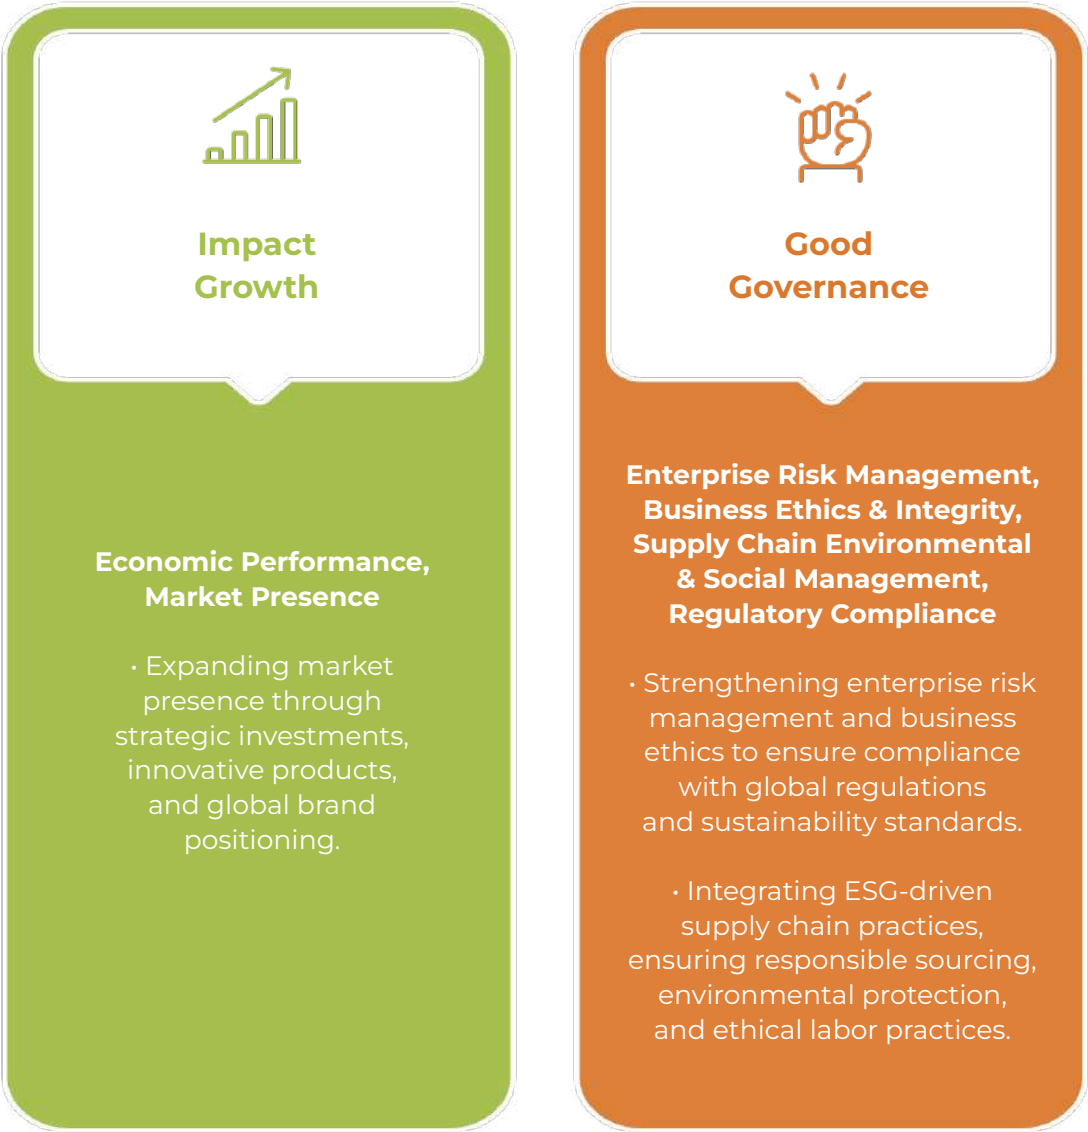 Impact
Growth
Economic Performance,
Market Presence
• Expanding market
presence through
strategic investments,
innovative products,
and global brand
positioning.
Good
Governance
Enterprise Risk Management,
Business Ethics & Integrity,
Supply Chain Environmental
& Social Management,
Regulatory Compliance
• Strengthening enterprise risk
management and business
ethics to ensure compliance
with global regulations
and sustainability standards.
• Integrating ESG-driven
supply chain practices,
ensuring responsible sourcing,
environmental protection,
and ethical labor practices.